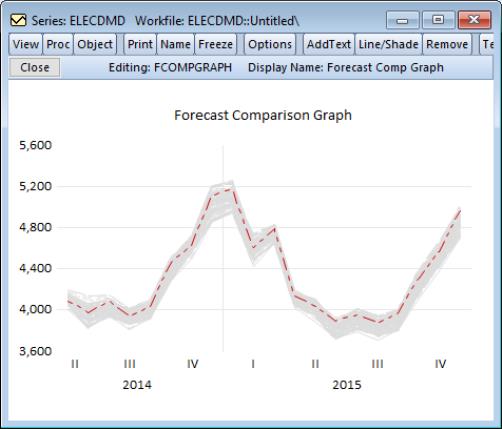 Series: ELECDMD Workfile: ELECDMD::Untitled\
View Proc Object Print Name Freeze Options AddText Line/Shade Remove Te
Close Editing: FCOMPGRAPH Display Name: Forecast Comp Graph
Forecast Comparison Graph
5,600
5,200
4,800
4,400
4,000
3,600
II III IV I II III IV
2014 2015